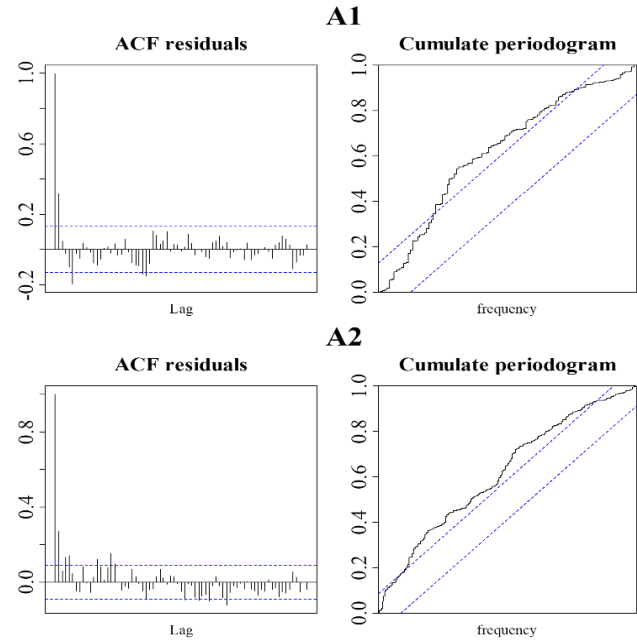 A1
ACF residuals
Cumulate periodogram
1.0
0.6
0.2
-0.2
Lag
1.0
0.8
0.6
0.4
0.2
0.0
frequency
A2
ACF residuals
Cumulate periodogram
0.8
0.4
0.0
Lag
1.0
0.8
0.6
0.4
0.2
0.0
frequency